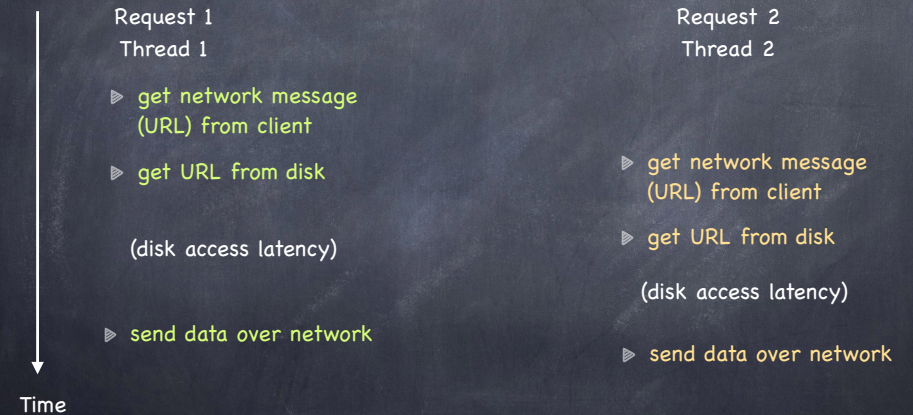 Request 1
Thread 1
get network message
(URL) from client
get URL from disk
(disk access latency)
send data over network
Request 2
Thread 2
get network message
(URL) from client
get URL from disk
(disk access latency)
send data over network
Time